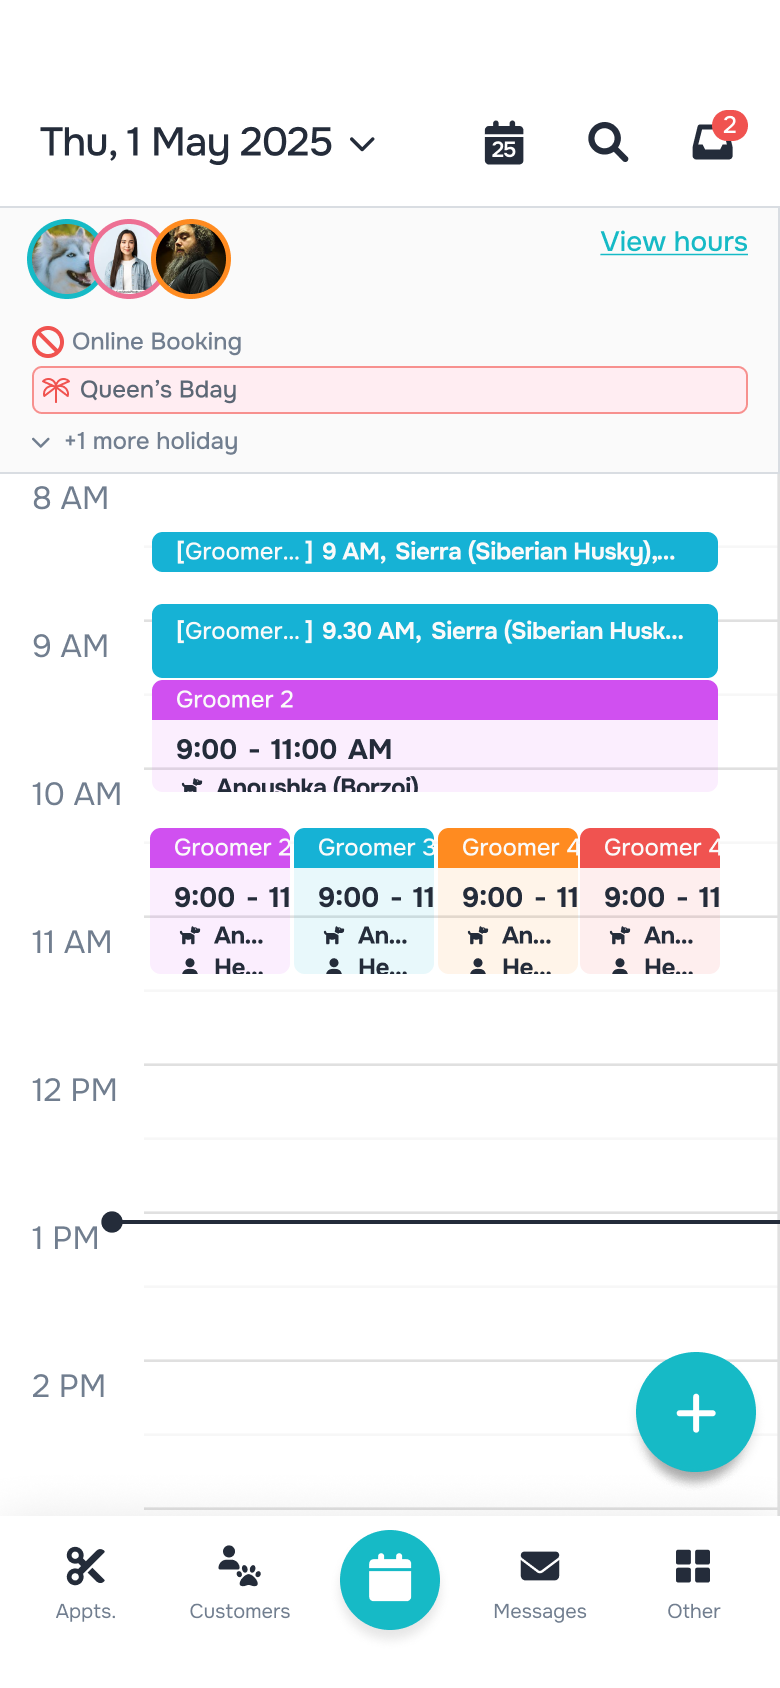 Thu, 1 May 2025
25
2
View hours
Online Booking
Queen’s Bday
+1 more holiday
8 AM
[Groomer... ] 9 AM, Sierra (Siberian Husky),...
9 AM
[Groomer... ] 9.30 AM, Sierra (Siberian Husk...
Groomer 2
9:00 - 11:00 AM
10 AM
Anoushka (Borzoi)
Groomer 2 Groomer 3 Groomer 4 Groomer 4
9:00 - 11 9:00 - 11 9:00 - 11 9:00 - 11
11 AM
An... An... An... An...
He... He... He... He...
12 PM
1 PM
2 PM
Appts. Customers Messages Other